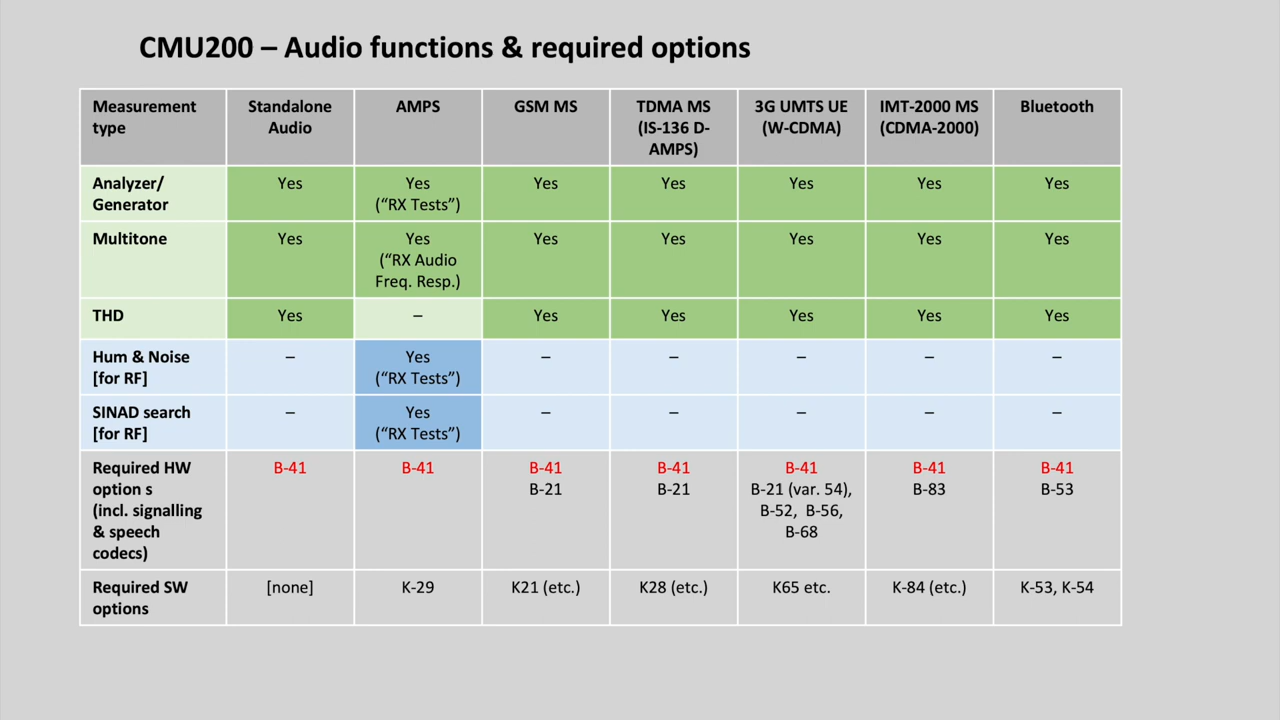 CMU200 – Audio functions & required options
Measurement type | Standalone Audio | AMPS | GSM MS | TDMA MS (IS-136 D-AMPS) | 3G UMTS UE (W-CDMA) | IMT-2000 MS (CDMA-2000) | Bluetooth
Analyzer/ Generator | Yes | Yes (“RX Tests”) | Yes | Yes | Yes | Yes | Yes
Multitone | Yes | Yes (“RX Audio Freq. Resp.) | Yes | Yes | Yes | Yes | Yes
THD | Yes | – | Yes | Yes | Yes | Yes | Yes
Hum & Noise [for RF] | – | Yes (“RX Tests”) | – | – | – | – | –
SINAD search [for RF] | – | Yes (“RX Tests”) | – | – | – | – | –
Required HW option s (incl. signalling & speech codecs) | B-41 | B-41 | B-41 B-21 | B-41 B-21 | B-41 B-21 (var. 54), B-52, B-56, B-68 | B-41 B-83 | B-41 B-53
Required SW options | [none] | K-29 | K21 (etc.) | K28 (etc.) | K65 etc. | K-84 (etc.) | K-53, K-54